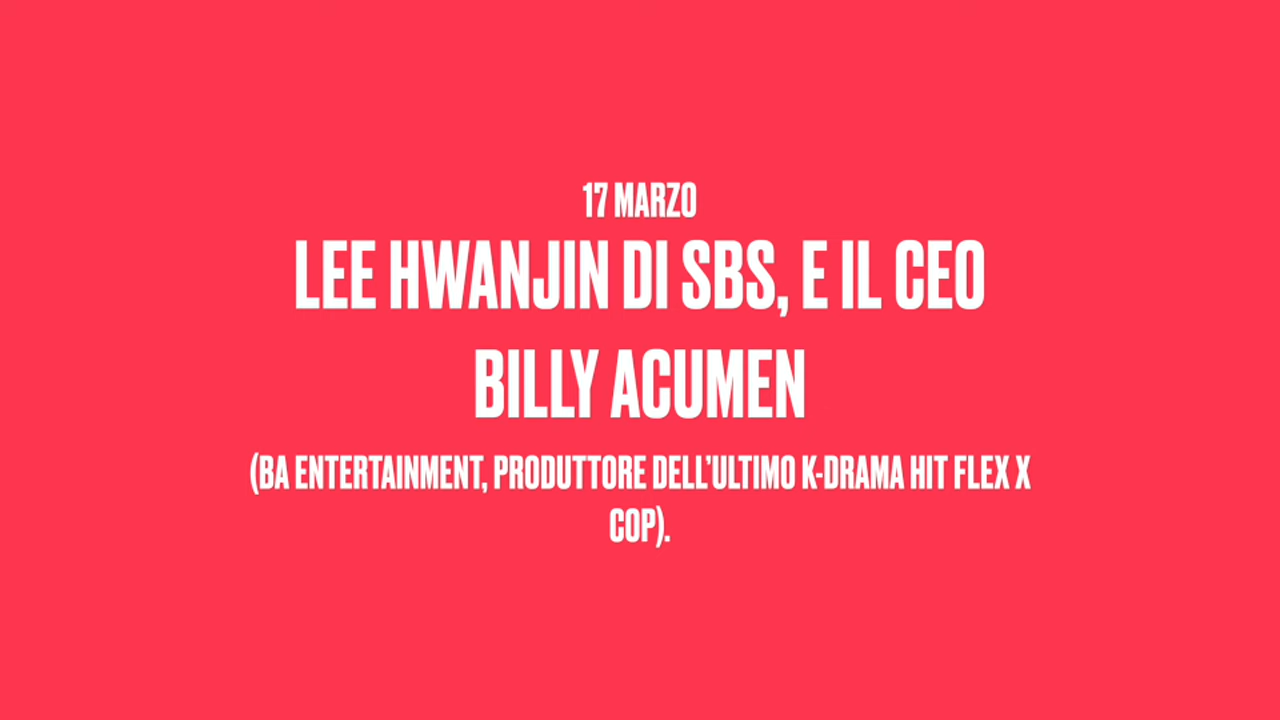 17 MARZO
LEE HWANJIN DI SBS, E IL CEO
BILLY ACUMEN
(BA ENTERTAINMENT, PRODUTTORE DELL’ULTIMO K-DRAMA HIT FLEX X
COP).